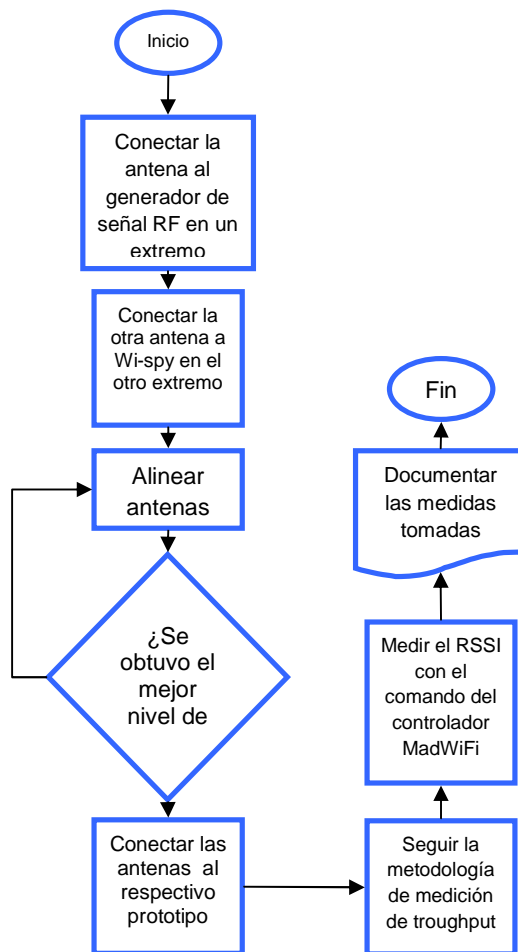 Inicio
Conectar la
antena al
generador de
señal RF en un
extremo
Conectar la
otra antena a
Wi-spy en el
otro extremo
Alinear
antenas
¿Se
obtuvo el
mejor
nivel de
Conectar las
antenas al
respectivo
prototipo
Seguir la
metodología
de medición
de troughput
Medir el RSSI
con el
comando del
controlador
MadWiFi
Documentar
las medidas
tomadas
Fin